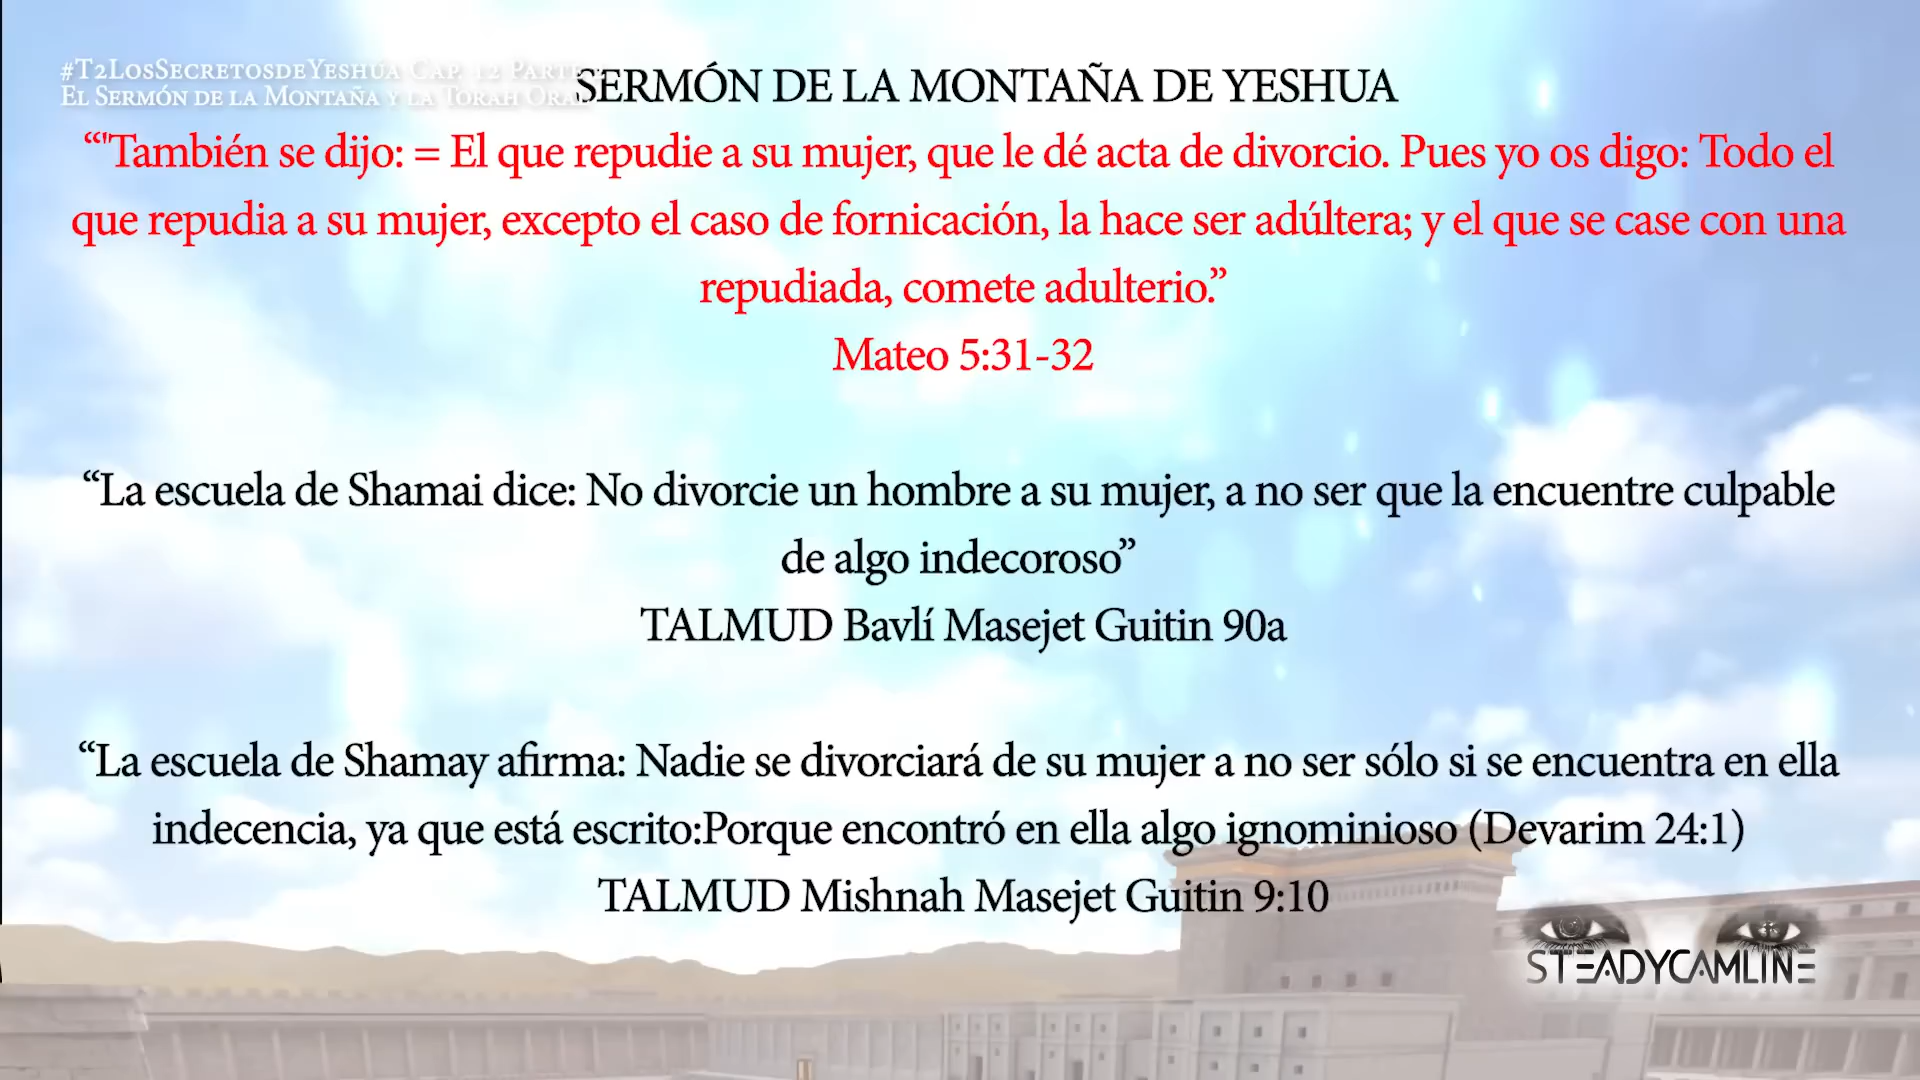 #T2LosSecretosdeYeshua Cap. 12 Parte
El Sermón de la Montaña y la Torah Oral
SERMÓN DE LA MONTAÑA DE YESHUA
“'También se dijo: = El que repudie a su mujer, que le dé acta de divorcio. Pues yo os digo: Todo el
que repudia a su mujer, excepto el caso de fornicación, la hace ser adúltera; y el que se case con una
repudiada, comete adulterio.”
Mateo 5:31-32
“La escuela de Shamai dice: No divorcie un hombre a su mujer, a no ser que la encuentre culpable
de algo indecoroso”
TALMUD Bavlí Masejet Guitin 90a
“La escuela de Shamay afirma: Nadie se divorciará de su mujer a no ser sólo si se encuentra en ella
indecencia, ya que está escrito:Porque encontró en ella algo ignominioso (Devarim 24:1)
TALMUD Mishnah Masejet Guitin 9:10
STEADYCAMLINE